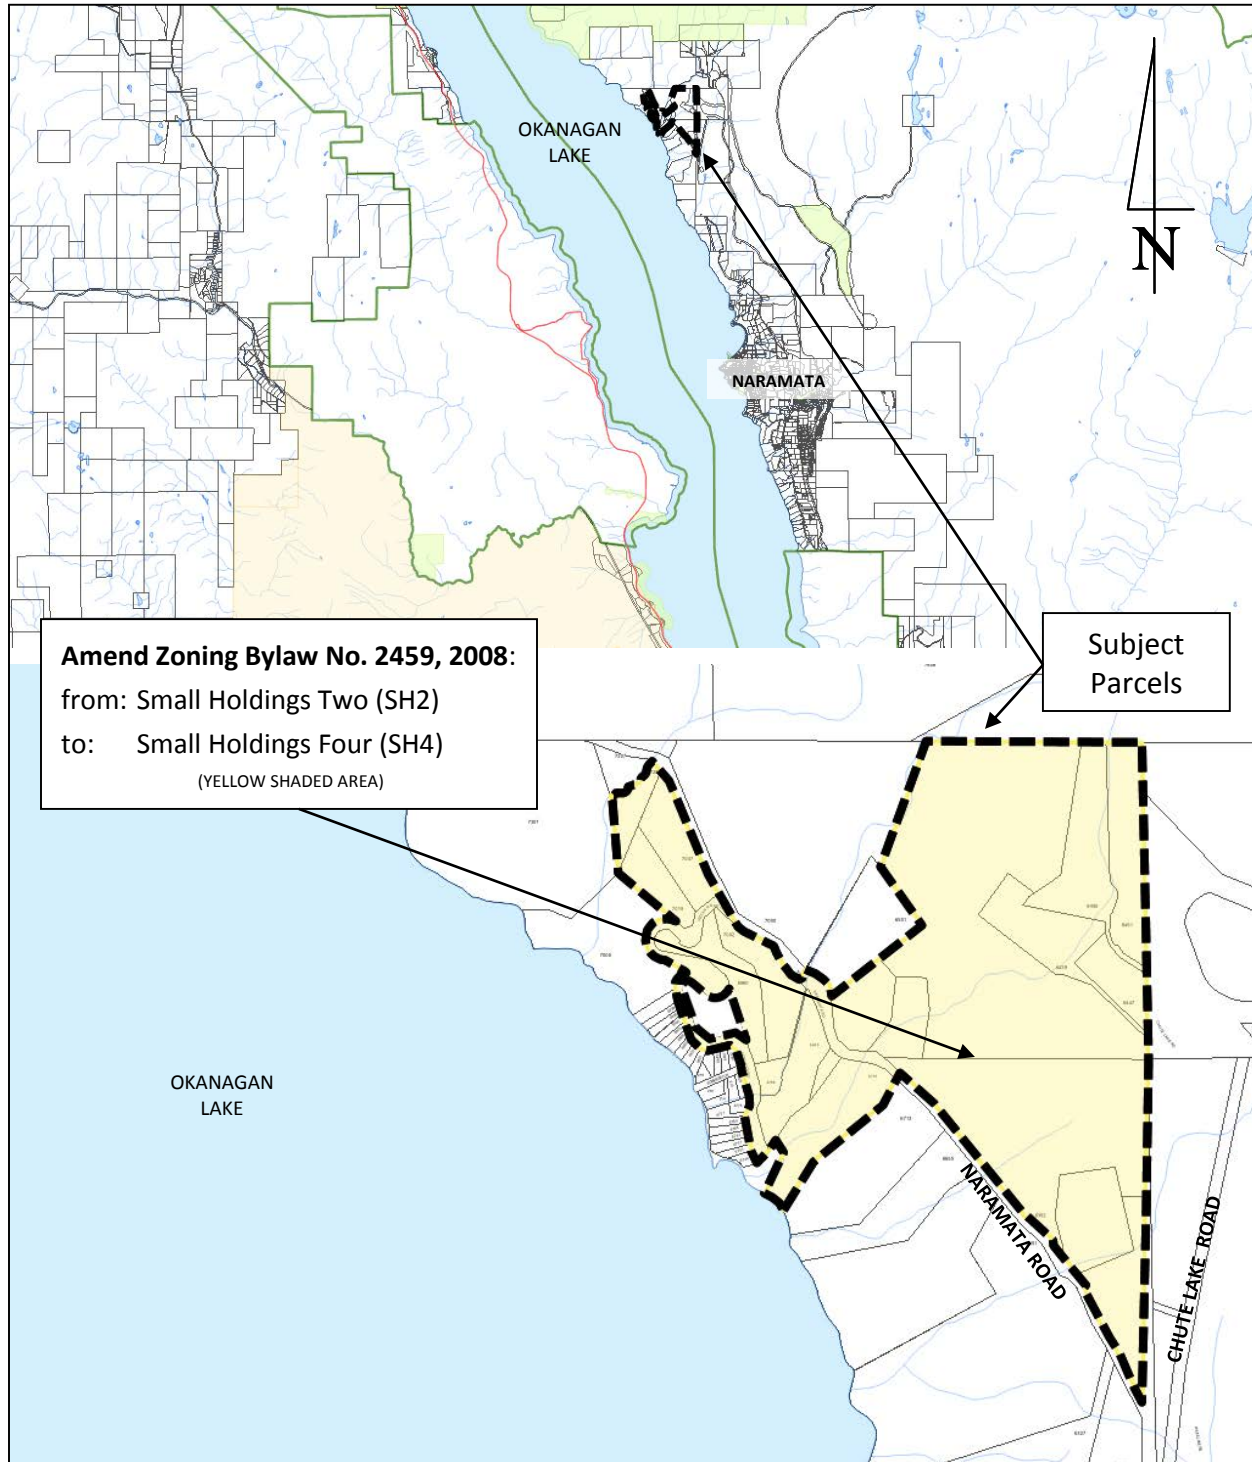 OKANAGAN
LAKE
N
NARAMATA
Subject
Parcels
Amend Zoning Bylaw No. 2459, 2008:
from: Small Holdings Two (SH2)
to: Small Holdings Four (SH4)
(YELLOW SHADED AREA)
OKANAGAN
LAKE
NARAMATA ROAD
CHUTE LAKE ROAD